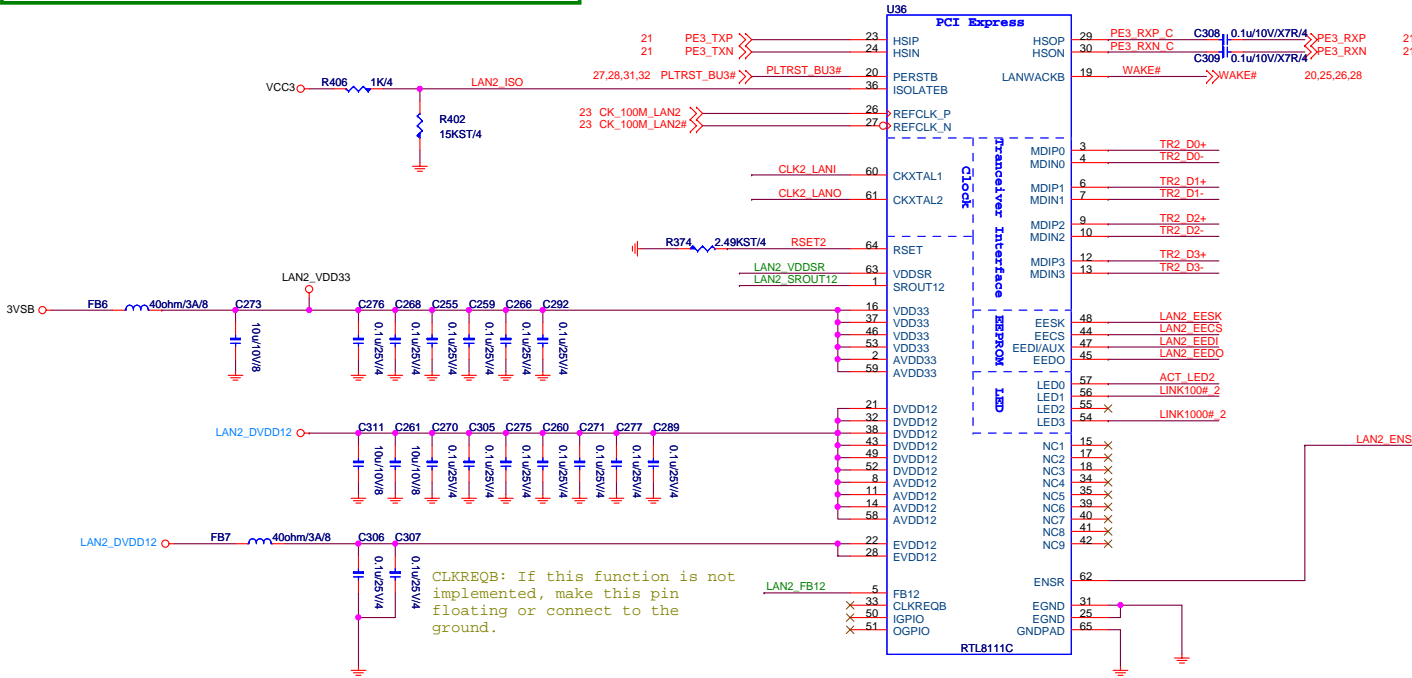 U36
PCI Express
21 PE3_TXP 23 HSIP HSOP 29 PE3_RXP_C C308 0.1u/10V/X7R/4 PE3_RXP 21
21 PE3_TXN 24 HSIN HSON 30 PE3_RXN_C C309 0.1u/10V/X7R/4 PE3_RXN 21
27,28,31,32 PLTRST_BU3# PLTRST_BU3# 20 PERSTB LANWACKB 19 WAKE# WAKE# 20,25,26,28
VCC3 R406 1K/4 LAN2_ISO 36 ISOLATEB
R402
15KST/4
23 CK_100M_LAN2 26 REFCLK_P
23 CK_100M_LAN2# 27 REFCLK_N
Clock
Tranceiver Interface
MDIP0 3 TR2_D0+
MDIN0 4 TR2_D0-
CLK2_LANI 60 CKXTAL1
MDIP1 6 TR2_D1+
CLK2_LANO 61 CKXTAL2 MDIN1 7 TR2_D1-
MDIP2 9 TR2_D2+
MDIN2 10 TR2_D2-
R374 2.49KST/4 RSET2 64 RSET
MDIP3 12 TR2_D3+
LAN2_VDDSR 63 VDDSR MDIN3 13 TR2_D3-
LAN2_SROUT12 1 SROUT12
LAN2_VDD33
3VSB FB6 40ohm/3A/8 C273 C276 C268 C255 C259 C266 C292
10u/10V/8 0.1u/25V/4 0.1u/25V/4 0.1u/25V/4 0.1u/25V/4 0.1u/25V/4 0.1u/25V/4
16 VDD33
37 VDD33
46 VDD33
53 VDD33
2 AVDD33
59 AVDD33
EEPROM
EESK 48 LAN2_EESK
EECS 44 LAN2_EECS
EEDI/AUX 47 LAN2_EEDI
EEDO 45 LAN2_EEDO
LED
LED0 57 ACT_LED2
LED1 56 LINK100#_2
LED2 55
LED3 54 LINK1000#_2
LAN2_DVDD12 C311 C261 C270 C305 C275 C260 C271 C277 C289
10u/10V/8 10u/10V/8 0.1u/25V/4 0.1u/25V/4 0.1u/25V/4 0.1u/25V/4 0.1u/25V/4 0.1u/25V/4 0.1u/25V/4
21 DVDD12
32 DVDD12
38 DVDD12
43 DVDD12
49 DVDD12
52 DVDD12
8 AVDD12
11 AVDD12
14 AVDD12
58 AVDD12
NC1 15
NC2 17
NC3 18
NC4 34
NC5 35
NC6 39
NC7 40
NC8 41
NC9 42
LAN2_ENS
LAN2_DVDD12 FB7 40ohm/3A/8 C306 C307
0.1u/25V/4 0.1u/25V/4
22 EVDD12
28 EVDD12
CLKREQB: If this function is not
implemented, make this pin
floating or connect to the
ground.
ENSR 62
LAN2_FB12 5 FB12
33 CLKREQB EGND 31
50 IGPIO EGND 25
51 OGPIO GNDPAD 65
RTL8111C